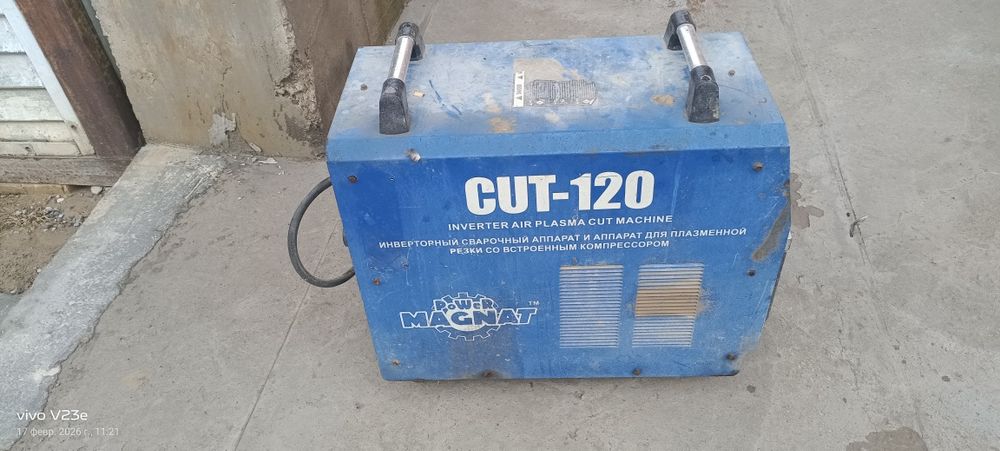 CUT-120
INVERTER AIR PLASMA CUT MACHINE
ИНВЕРТОРНЫЙ СВАРОЧНЫЙ АППАРАТ И АППАРАТ ДЛЯ ПЛАЗМЕННОЙ
РЕЗКИ СО ВСТРОЕННЫМ КОМПРЕССОРОМ
POWER
MAGNAT
TM
vivo V23e
17 февр. 2026 г., 11:21